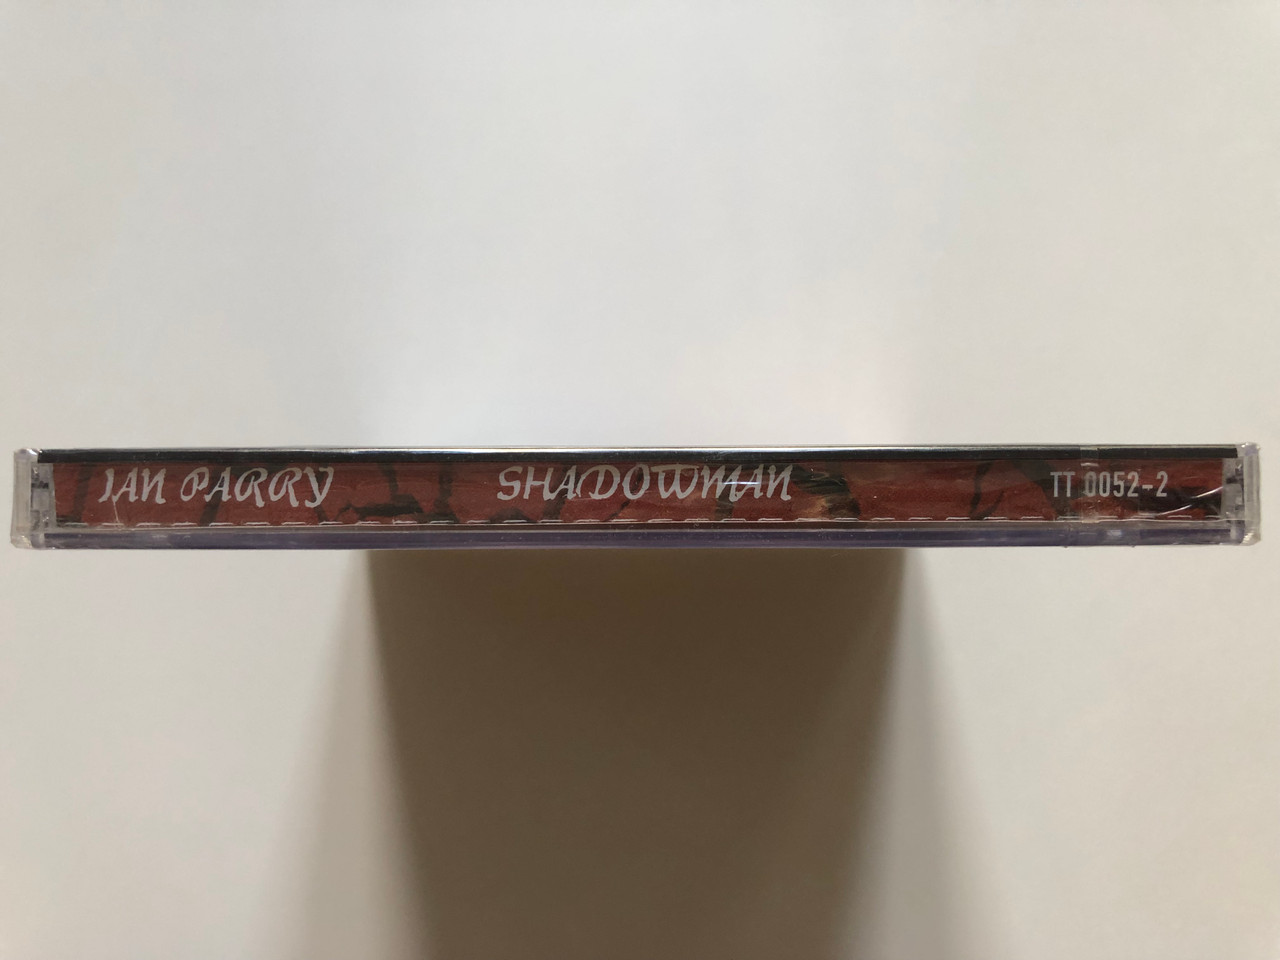 IAN PARRY SHADOWMAN TT 0052-2